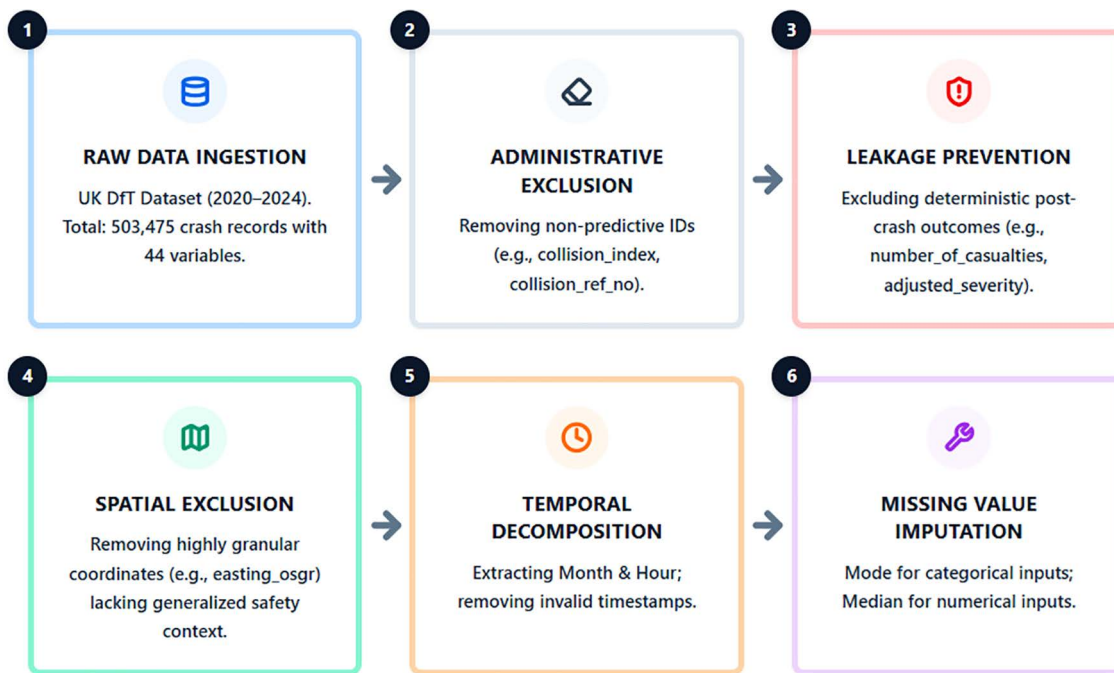 1
RAW DATA INGESTION
UK DfT Dataset (2020–2024).
Total: 503,475 crash records with
44 variables.
2
ADMINISTRATIVE
EXCLUSION
Removing non-predictive IDs
(e.g., collision_index,
collision_ref_no).
3
LEAKAGE PREVENTION
Excluding deterministic post-
crash outcomes (e.g.,
number_of_casualties,
adjusted_severity).
4
SPATIAL EXCLUSION
Removing highly granular
coordinates (e.g., easting_osgr)
lacking generalized safety
context.
5
TEMPORAL
DECOMPOSITION
Extracting Month & Hour;
removing invalid timestamps.
6
MISSING VALUE
IMPUTATION
Mode for categorical inputs;
Median for numerical inputs.